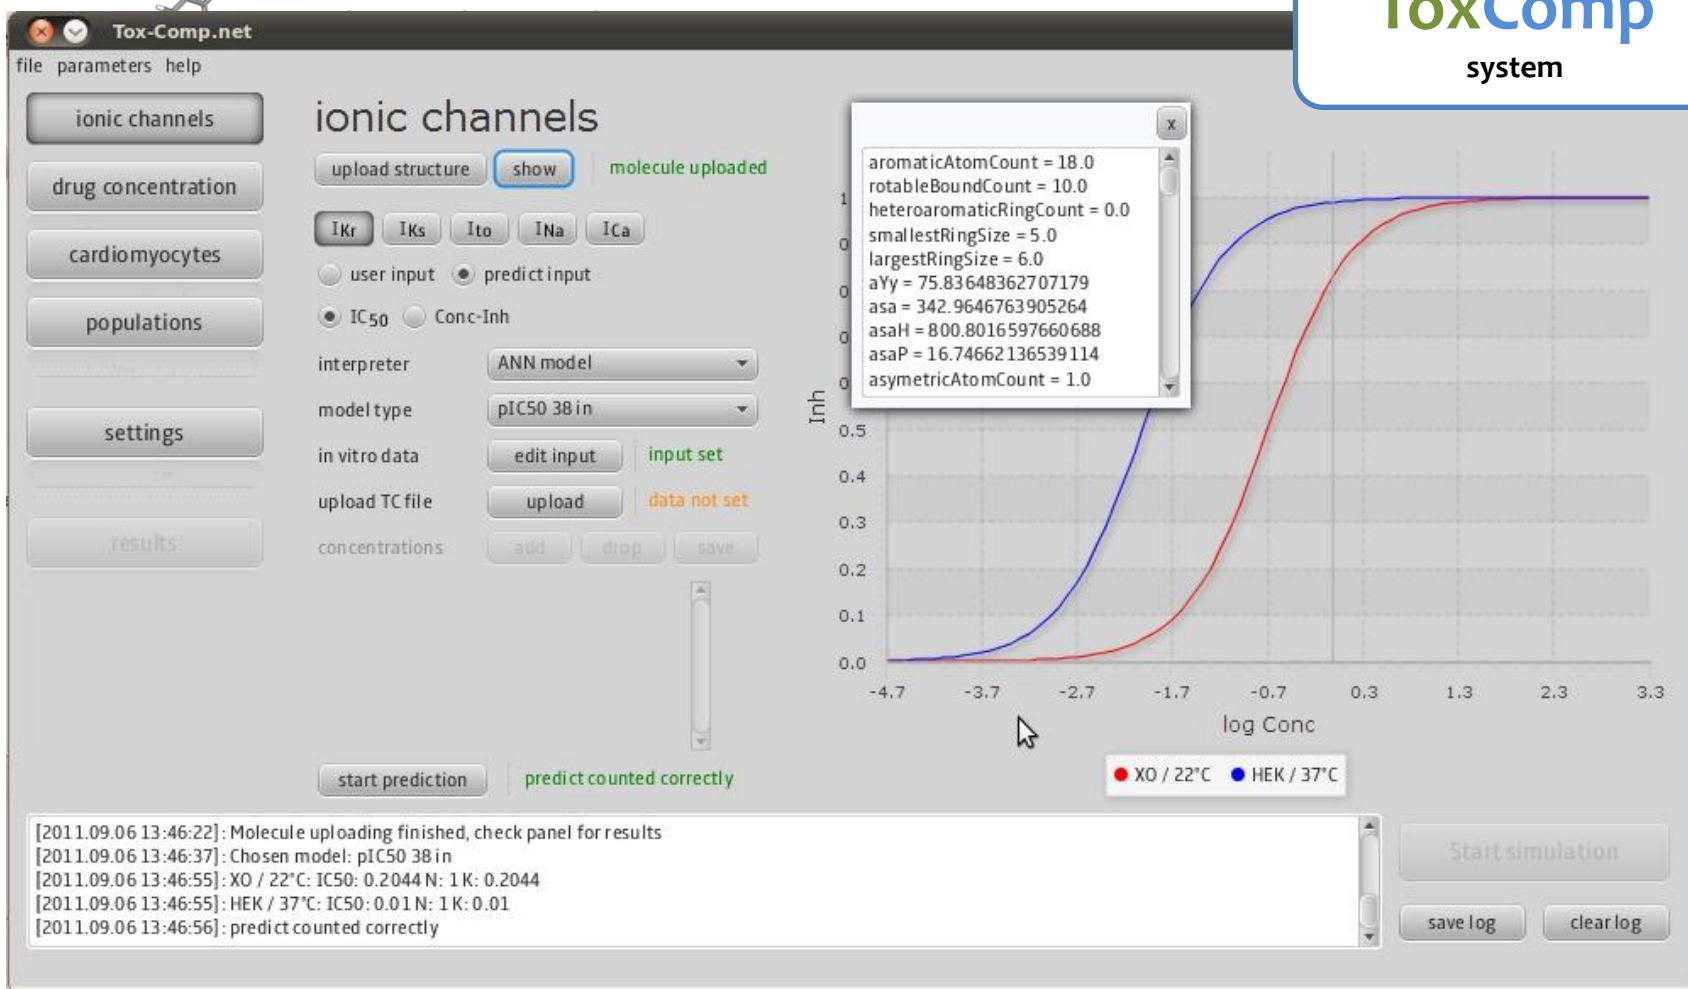 ToxComp
system
Tox-Comp.net
file parameters help
ionic channels
drug concentration
cardiomyocytes
populations
settings
results
ionic channels
upload structure show molecule uploaded
IKr IKs Ito INa ICa
user input predict input
IC50 Conc-Inh
interpreter ANN model
model type pIC50 38 in
in vitro data edit input input set
upload TC file upload data not set
concentrations add drop save
start prediction predict counted correctly
x
aromaticAtomCount = 18.0
rotableBoundCount = 10.0
heteroaromaticRingCount = 0.0
smallestRingSize = 5.0
largestRingSize = 6.0
aYy = 75.83648362707179
asa = 342.9646763905264
asaH = 800.8016597660688
asaP = 16.74662136539114
asymetricAtomCount = 1.0
Inh
1
0
0
0
0
0.5
0.4
0.3
0.2
0.1
0.0
-4.7 -3.7 -2.7 -1.7 -0.7 0.3 1.3 2.3 3.3
log Conc
XO / 22°C HEK / 37°C
[2011.09.06 13:46:22] : Molecule uploading finished, check panel for results
[2011.09.06 13:46:37] : Chosen model: pIC50 38 in
[2011.09.06 13:46:55] : XO / 22°C: IC50: 0.2044 N: 1 K: 0.2044
[2011.09.06 13:46:55] : HEK / 37°C: IC50: 0.01 N: 1 K: 0.01
[2011.09.06 13:46:56] : predict counted correctly
Start simulation
save log clear log